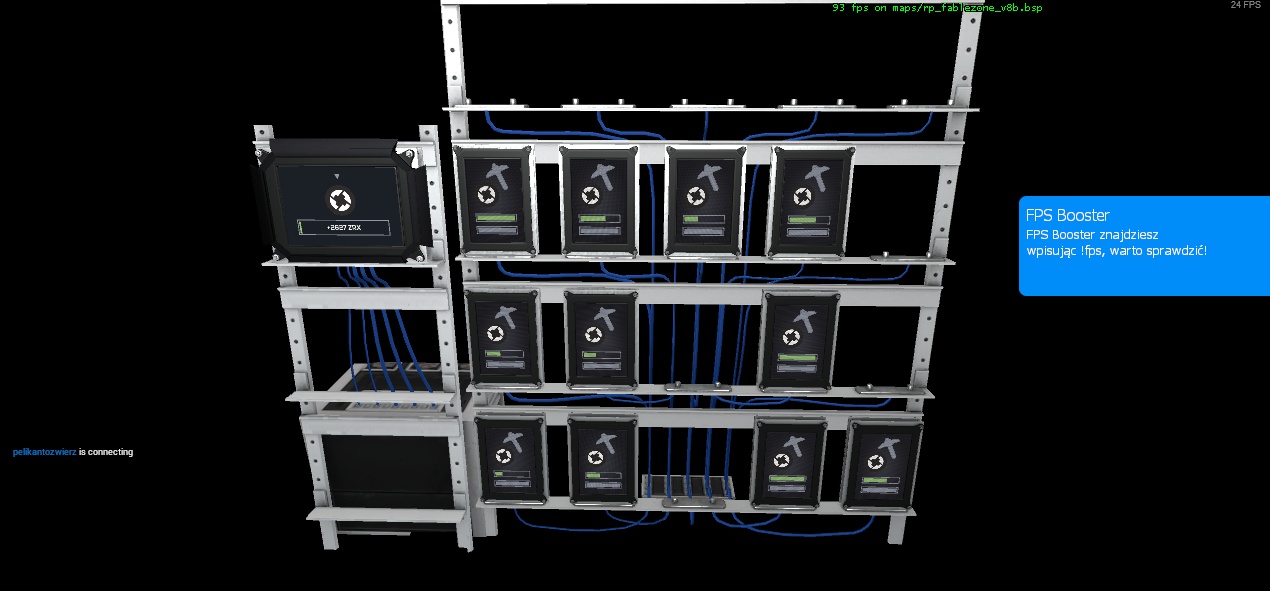 93 fps on maps/rp_fablezone_v8b.bsp
24 FPS
+2627 ZRX
FPS Booster
FPS Booster znajdziesz
wpisując !fps, warto sprawdzić!
pelikantozwierz is connecting